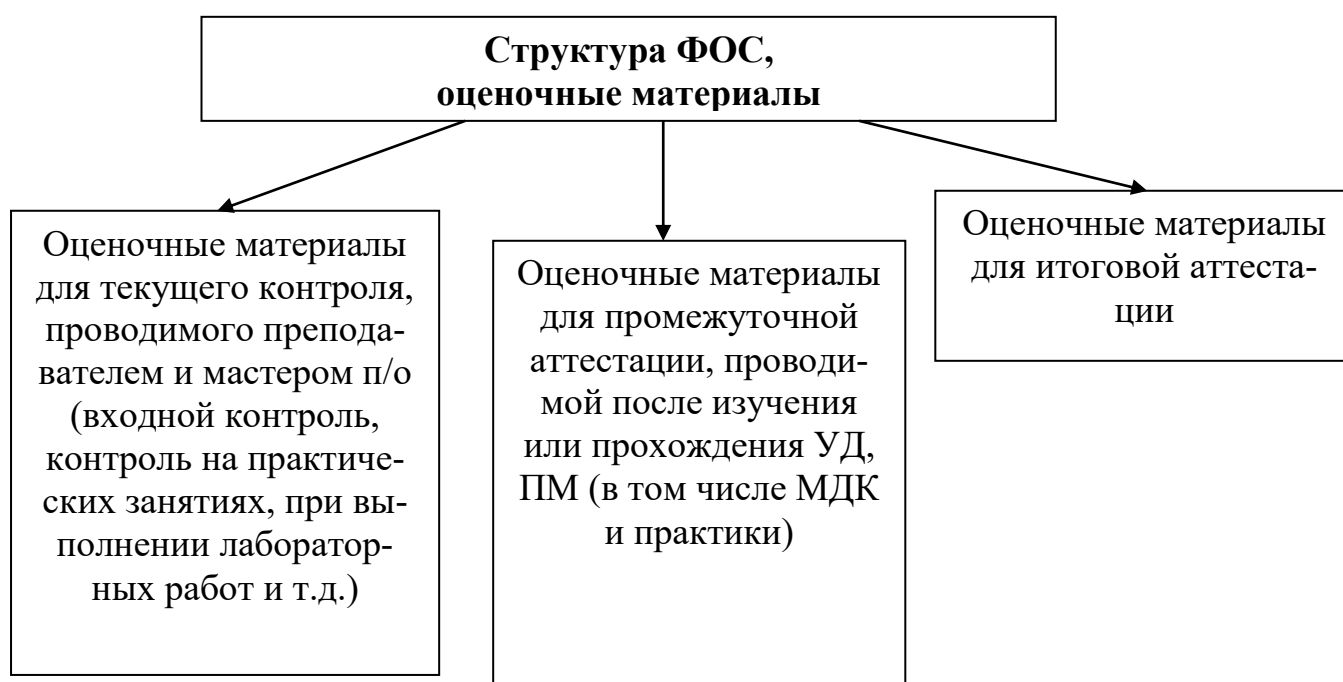 Структура ФОС,
оценочные материалы
Оценочные материалы
для текущего контроля,
проводимого препода-
вателем и мастером п/о
(входной контроль,
контроль на практиче-
ских занятиях, при вы-
полнении лаборатор-
ных работ и т.д.)
Оценочные материалы
для промежуточной
аттестации, проводи-
мой после изучения
или прохождения УД,
ПМ (в том числе МДК
и практики)
Оценочные материалы
для итоговой аттеста-
ции